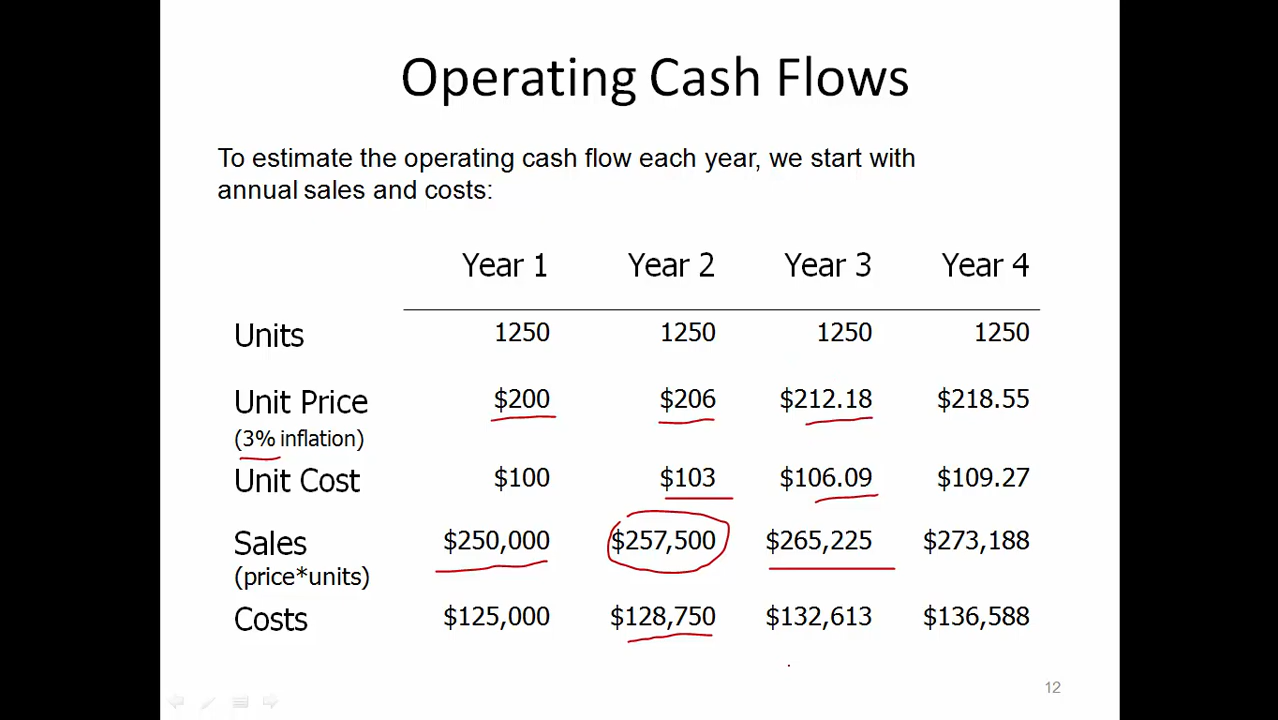 Operating Cash Flows
To estimate the operating cash flow each year, we start with
annual sales and costs:
Year 1 Year 2 Year 3 Year 4
Units 1250 1250 1250 1250
Unit Price $200 $206 $212.18 $218.55
(3% inflation)
Unit Cost $100 $103 $106.09 $109.27
Sales $250,000 $257,500 $265,225 $273,188
(price*units)
Costs $125,000 $128,750 $132,613 $136,588
12